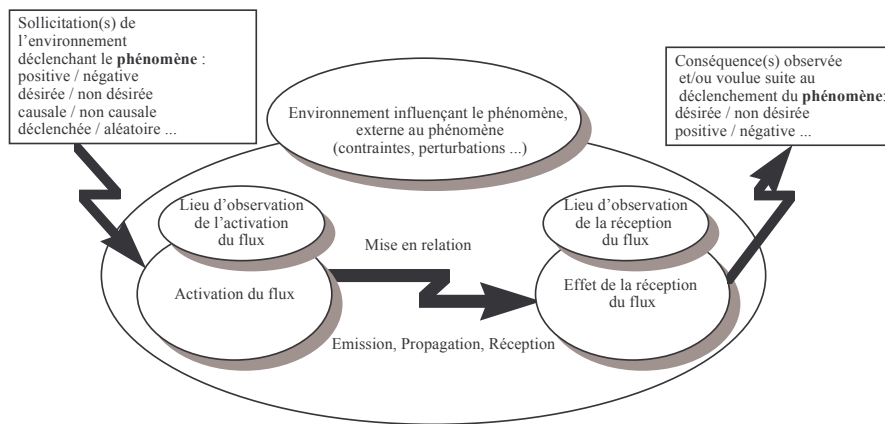 Sollicitation(s) de
l'environnement
déclenchant le phénomène :
positive / négative
désirée / non désirée
causale / non causale
déclenchée / aléatoire ...
Conséquence(s) observée
et/ou voulue suite au
déclenchement du phénomène:
désirée / non désirée
positive / négative ...
Environnement influençant le phénomène,
externe au phénomène
(contraintes, perturbations ...)
Lieu d'observation
de l'activation
du flux
Lieu d'observation
de la réception
du flux
Mise en relation
Activation du flux
Effet de la réception
du flux
Emission, Propagation, Réception